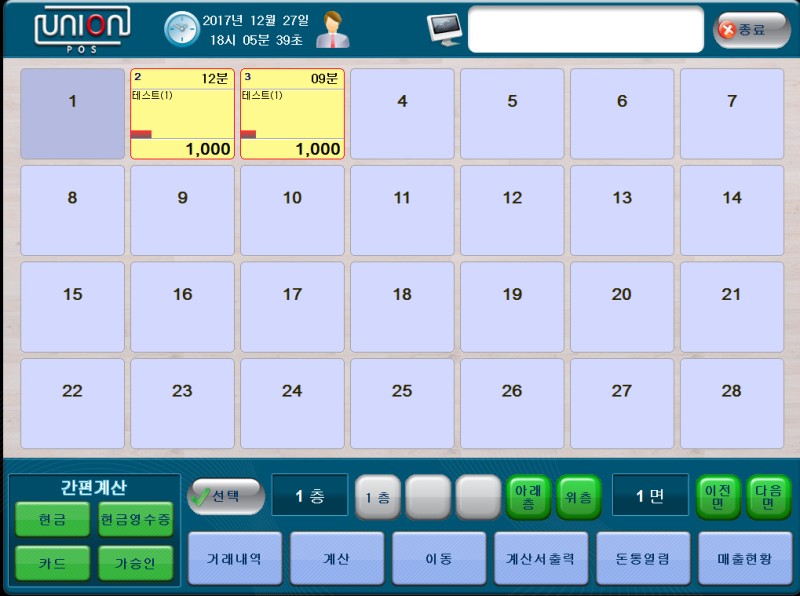 UNION
POS
2017년 12월 27일
18시 05분 39초
종료
1
2 12분
테스트(1)
1,000
3 09분
테스트(1)
1,000
4
5
6
7
8
9
10
11
12
13
14
15
16
17
18
19
20
21
22
23
24
25
26
27
28
간편계산
현금
현금영수증
카드
가승인
선택
1 층
1 층
아래
층
위층
1 면
이전
면
다음
면
거래내역
계산
이동
계산서출력
돈통열림
매출현황